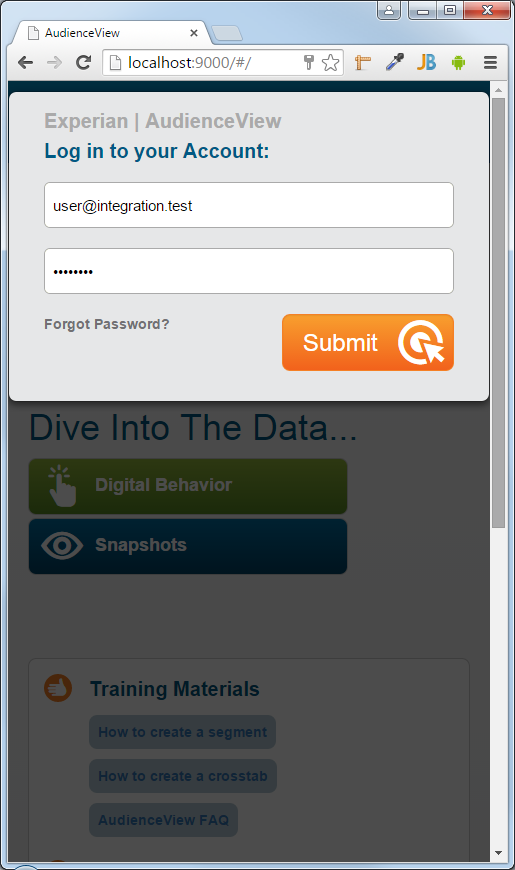 AudienceView
localhost:9000/#/
JB
Experian | AudienceView
Log in to your Account:
user@integration.test
••••••••
Forgot Password?
Submit
Dive Into The Data...
Digital Behavior
Snapshots
Training Materials
How to create a segment
How to create a crosstab
AudienceView FAQ